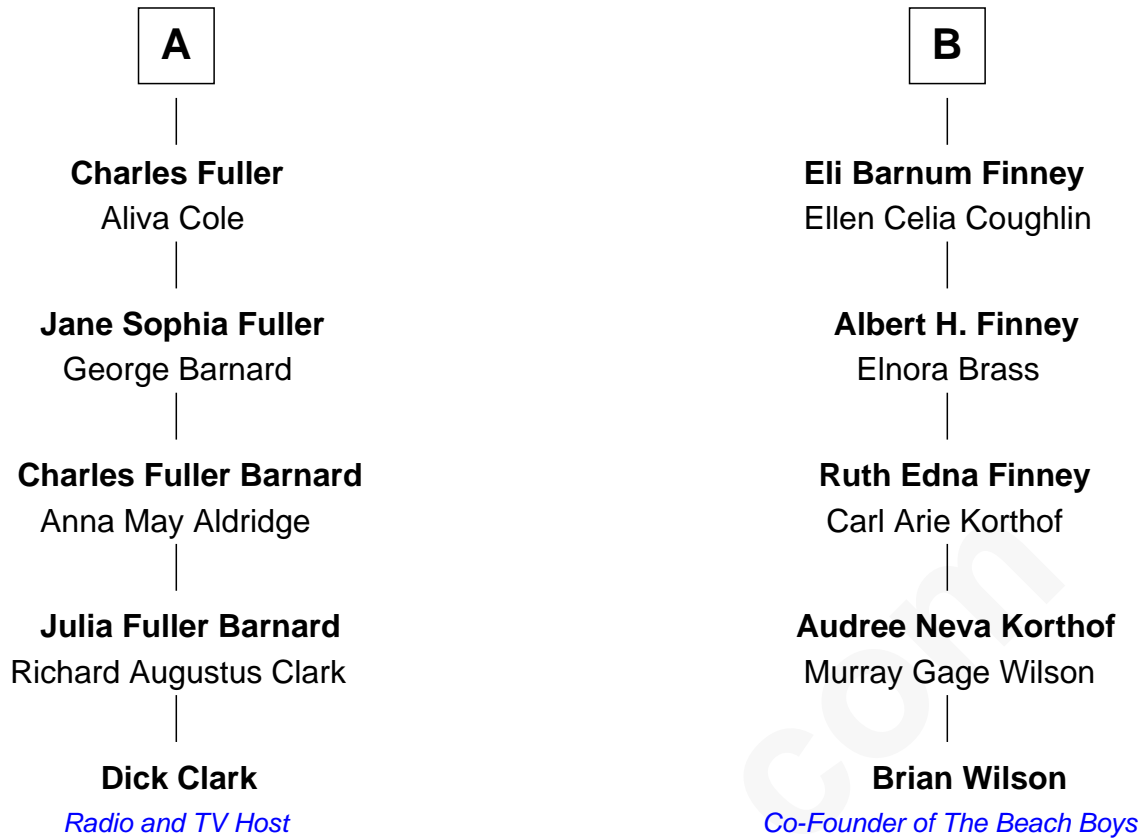 A
Charles Fuller
Aliva Cole
Jane Sophia Fuller
George Barnard
Charles Fuller Barnard
Anna May Aldridge
Julia Fuller Barnard
Richard Augustus Clark
Dick Clark
Radio and TV Host
B
Eli Barnum Finney
Ellen Celia Coughlin
Albert H. Finney
Elnora Brass
Ruth Edna Finney
Carl Arie Korthof
Audree Neva Korthof
Murray Gage Wilson
Brian Wilson
Co-Founder of The Beach Boys
com